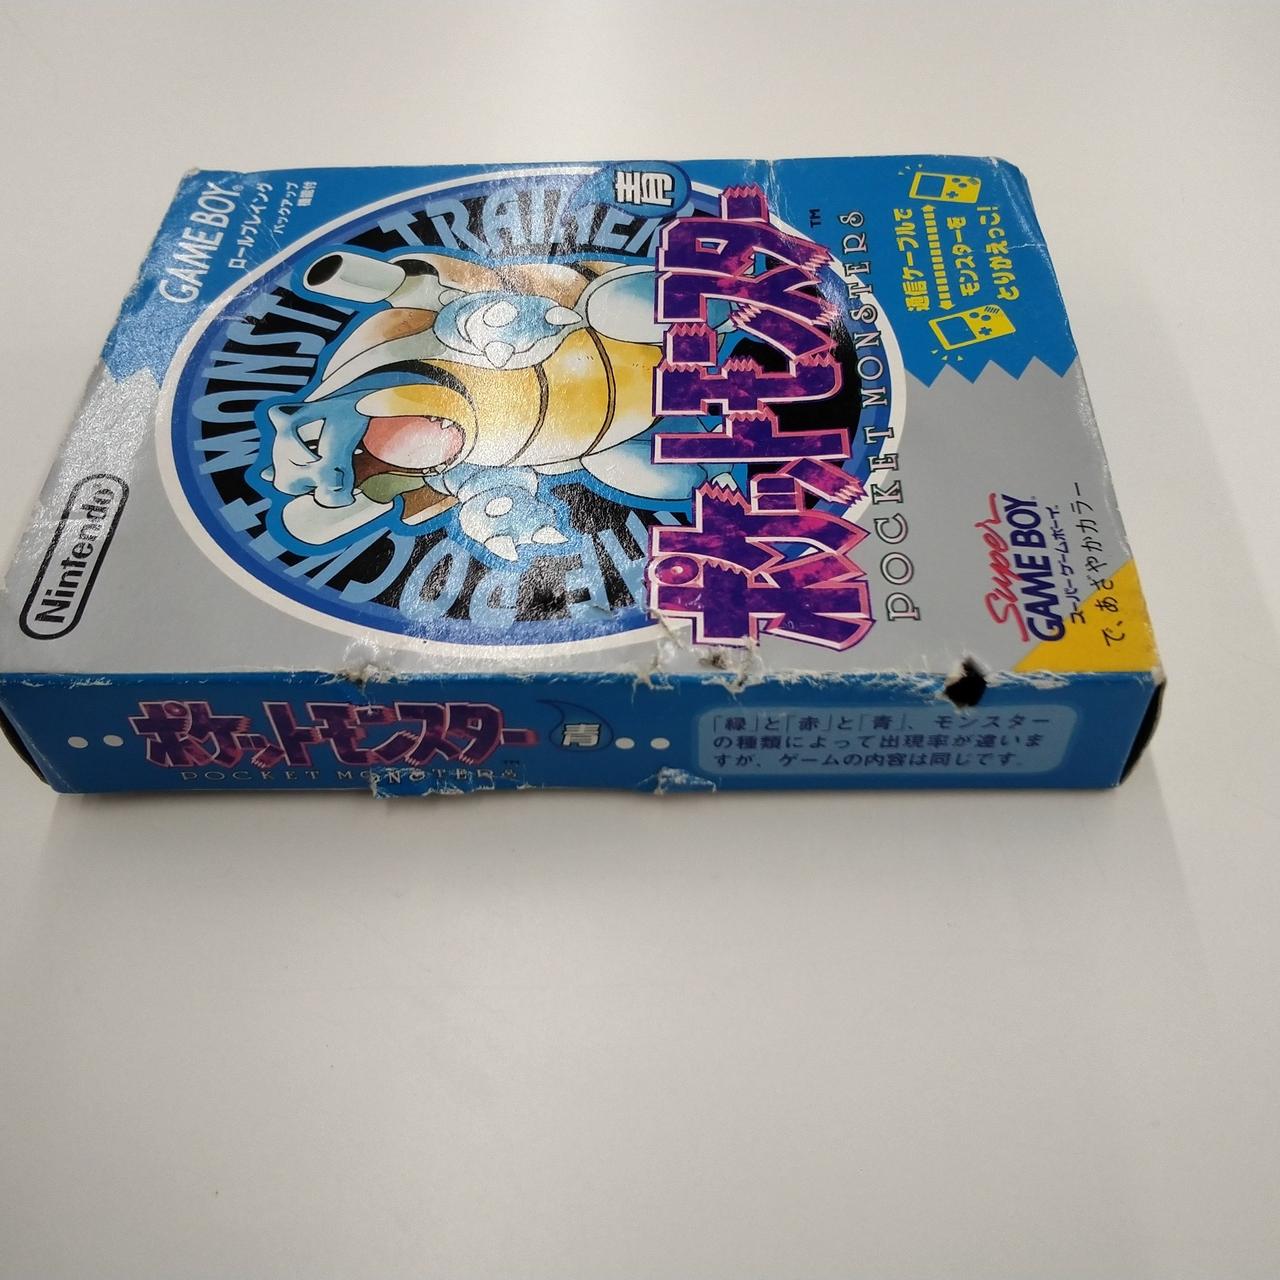 GAME BOY
ロールプレイング
バックアップ
機能付
TRAINER
POCKET MONST
青
ポケットモンスター
TM
POCKET MONSTERS
通信ケーブルで
モンスターを
とりかえっこ!
Nintendo
Super
GAME BOY
スーパーゲームボーイ
で、あざやかカラー
ポケットモンスター
青
POCKET MONSTERS
「緑」と「赤」と「青」、モンスター
の種類によって出現率が違いま
すが、ゲームの内容は同じです。